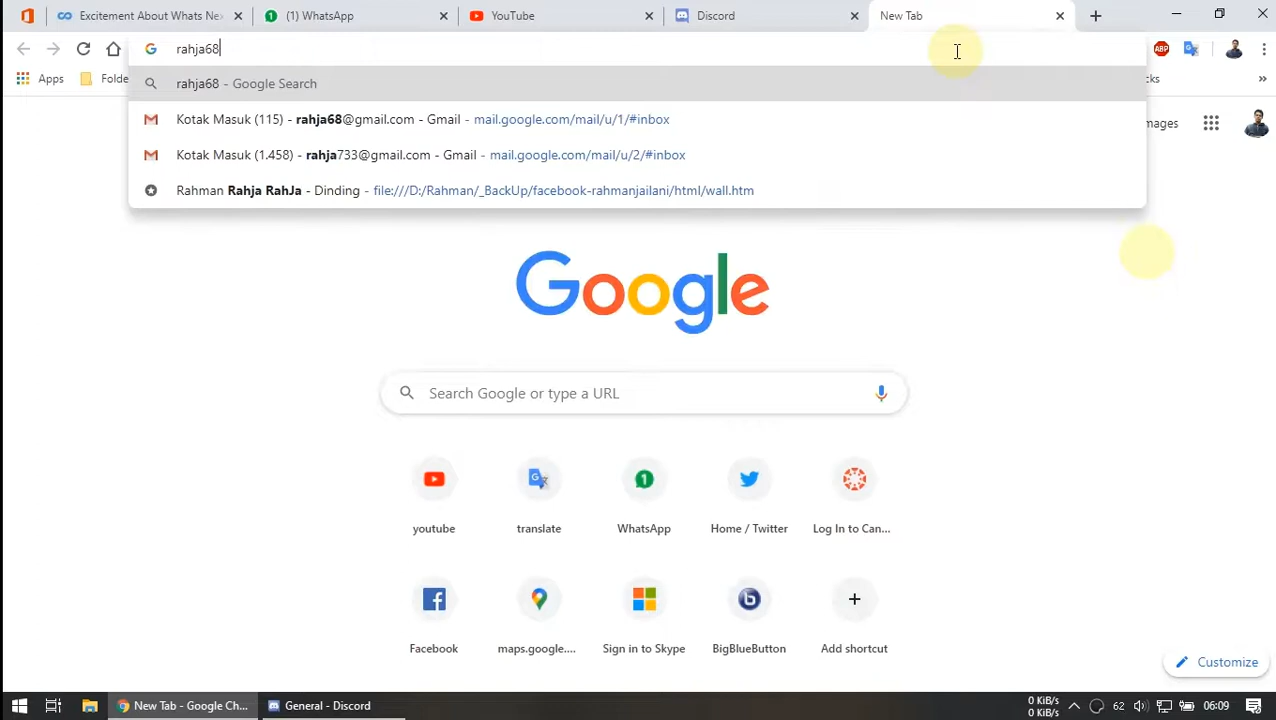 Excitement About Whats Ne
(1) WhatsApp
YouTube
Discord
New Tab
rahja68
ABP
Apps
Folde
cks
»
rahja68 - Google Search
Kotak Masuk (115) - rahja68@gmail.com - Gmail - mail.google.com/mail/u/1/#inbox
Kotak Masuk (1.458) - rahja733@gmail.com - Gmail - mail.google.com/mail/u/2/#inbox
Rahman Rahja RahJa - Dinding - file:///D:/Rahman/_BackUp/facebook-rahmanjailani/html/wall.htm
mages
Google
Search Google or type a URL
youtube
translate
WhatsApp
Home / Twitter
Log In to Can...
Facebook
maps.google....
Sign in to Skype
BigBlueButton
Add shortcut
Customize
New Tab - Google Ch...
General - Discord
0 KiB/s
0 KiB/s
62
06:09